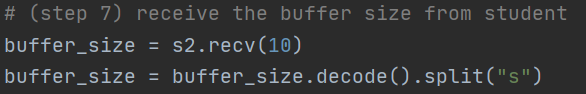 # (step 7) receive the buffer size from student
buffer_size = s2.recv(10)
buffer_size = buffer_size.decode().split("s")